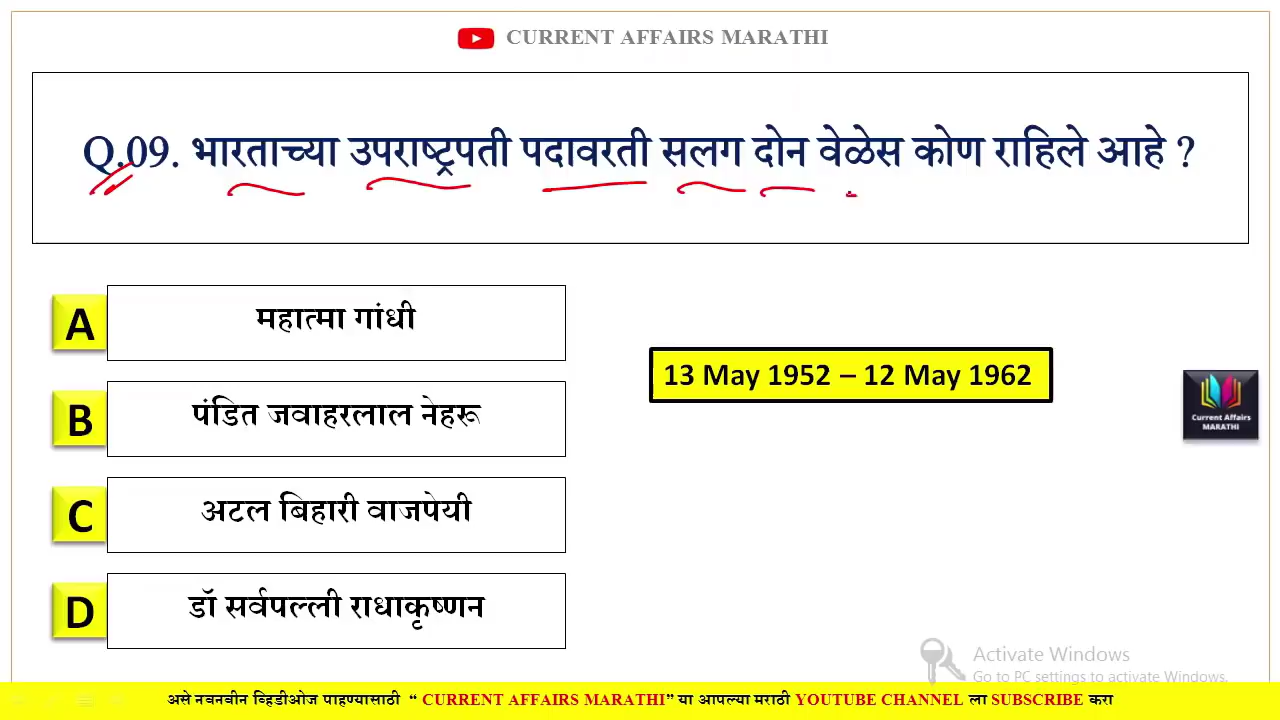 CURRENT AFFAIRS MARATHI
Q.09. भारताच्या उपराष्ट्रपती पदावरती सलग दोन वेळेस कोण राहिले आहे ?
A महात्मा गांधी
13 May 1952 – 12 May 1962
B पंडित जवाहरलाल नेहरू
Current Affairs
MARATHI
C अटल बिहारी वाजपेयी
D डॉ सर्वपल्ली राधाकृष्णन
Activate Windows
Go to PC settings to activate Windows.
असे नवनवीन व्हिडीओज पाहण्यासाठी “ CURRENT AFFAIRS MARATHI” या आपल्या मराठी YOUTUBE CHANNEL ला SUBSCRIBE करा